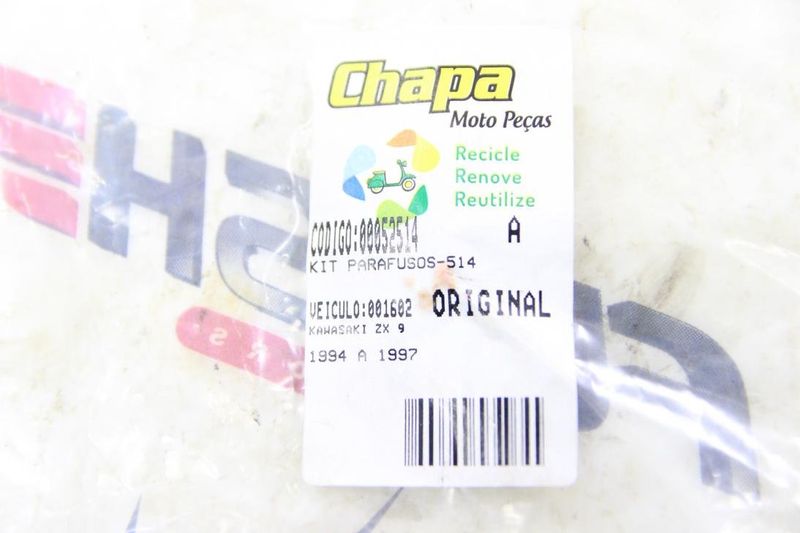 Chapa
Moto Peças
Recicle
Renove
Reutilize
CODIGO:00052514 A
KIT PARAFUSOS-514
VEICULO:001602 ORIGINAL
KAWASAKI ZX 9
1994 A 1997